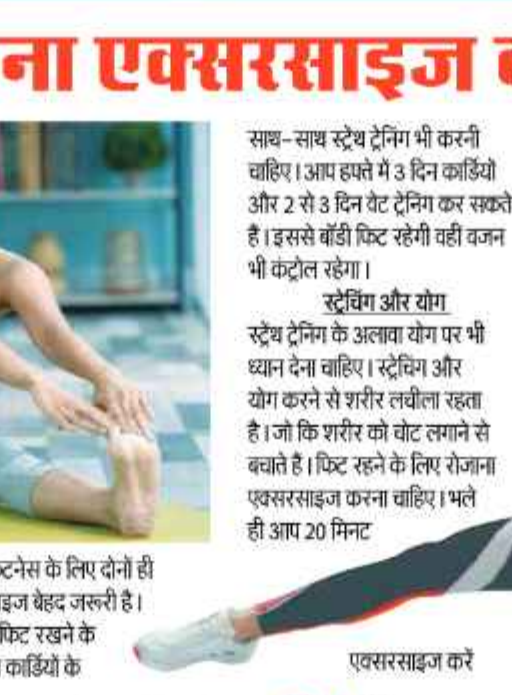 ना एक्सरसाइज
टनेस के लिए दोनों ही
इज बेहद जरूरी है।
फिट रखने के
कार्डियो के
साथ-साथ स्ट्रेंथ ट्रेनिंग भी करनी
चाहिए। आप हफ्ते में 3 दिन कार्डियो
और 2 से 3 दिन वेट ट्रेनिंग कर सकते
हैं। इससे बॉडी फिट रहेगी वहीं वजन
भी कंट्रोल रहेगा।
स्ट्रेचिंग और योग
स्ट्रेंथ ट्रेनिंग के अलावा योग पर भी
ध्यान देना चाहिए। स्ट्रेचिंग और
योग करने से शरीर लचीला रहता
है। जो कि शरीर को चोट लगाने से
बचाते हैं। फिट रहने के लिए रोजाना
एक्सरसाइज करना चाहिए। भले
ही आप 20 मिनट
एक्सरसाइज करें